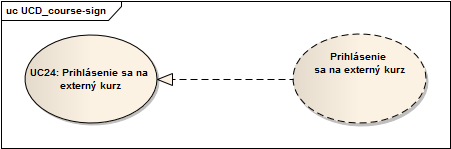 uc UCD_course-sign
UC24: Prihlásenie sa na
externý kurz
Prihlásenie
sa na externý kurz